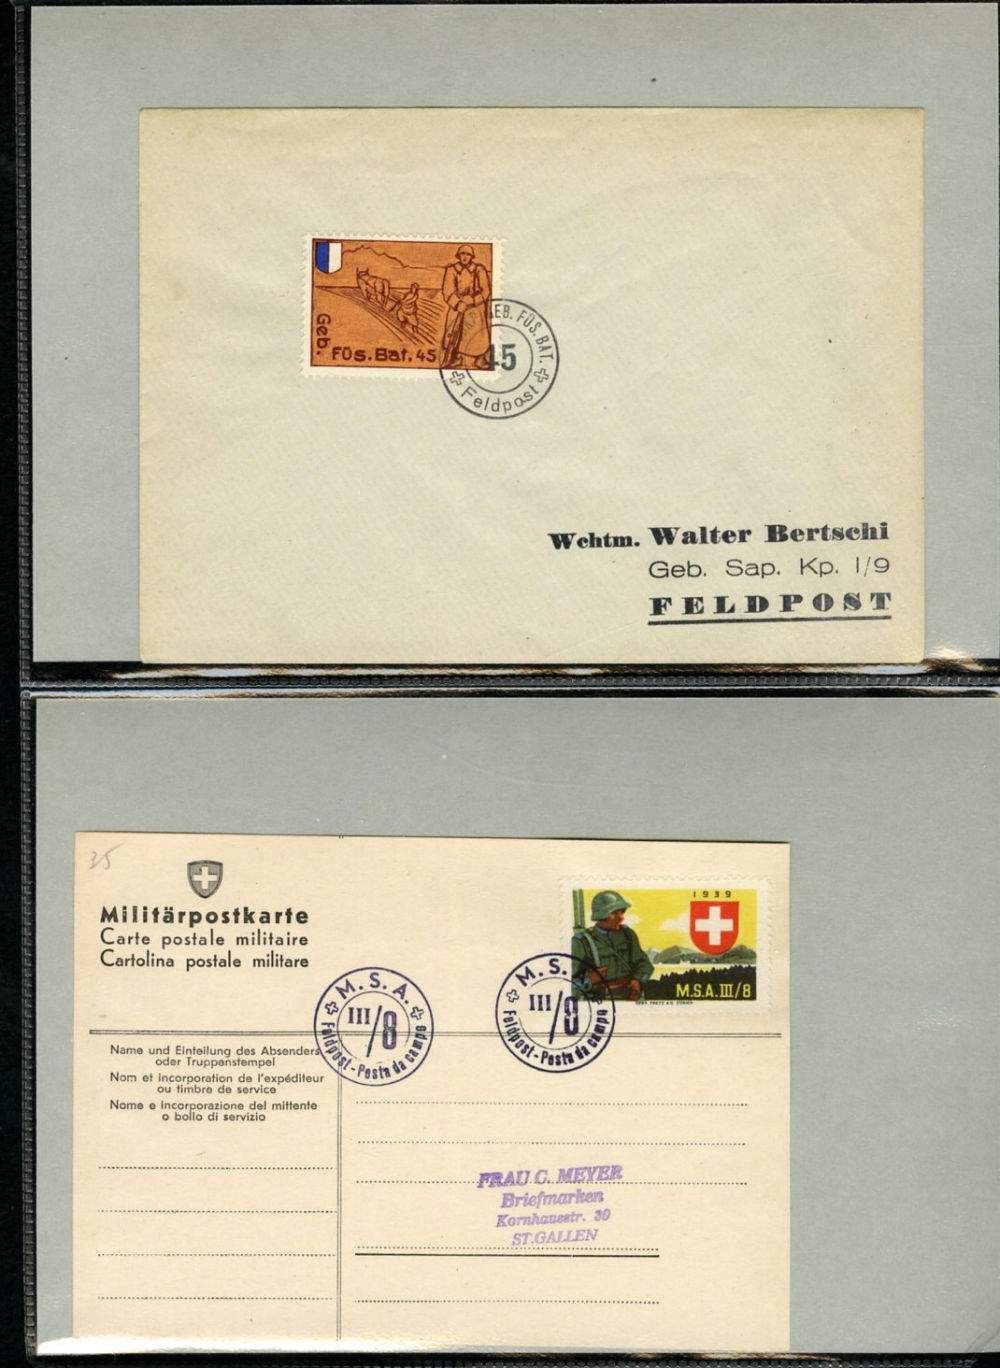 Geb.
Füs.Bat.45
GEB. FÜS. BAT.
45
Feldpost
Wchtm. Walter Bertschi
Geb. Sap. Kp. I/9
FELDPOST
35
Militärpostkarte
Carte postale militaire
Cartolina postale militare
1939
M.S.A.III/8
M. S. A.
III/8
Feldpost-Posta da campo
M. S. A.
III/8
Feldpost-Posta da campo
Name und Einteilung des Absenders
oder Truppenstempel
Nom et incorporation de l'expéditeur
ou timbre de service
Nome e incorporazione del mittente
o bollo di servizio
FRAU C. MEYER
Briefmarken
Kornhausstr. 30
ST.GALLEN